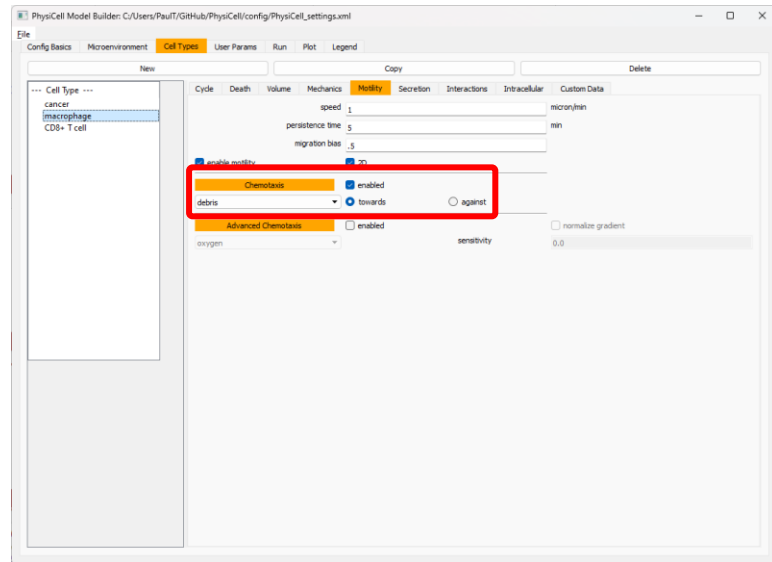 PhysiCell Model Builder: C:/Users/PaulT/GitHub/PhysiCell/config/PhysiCell_settings.xml
File
Config Basics Microenvironment Cell Types User Params Run Plot Legend
New Copy Delete
--- Cell Type ---
cancer
macrophage
CD8+ T cell
Cycle Death Volume Mechanics Motility Secretion Interactions Intracellular Custom Data
speed 1 micron/min
persistence time 5 min
migration bias .5
enable motility 2D
Chemotaxis enabled
debris towards against
Advanced Chemotaxis enabled normalize gradient
oxygen sensitivity 0.0